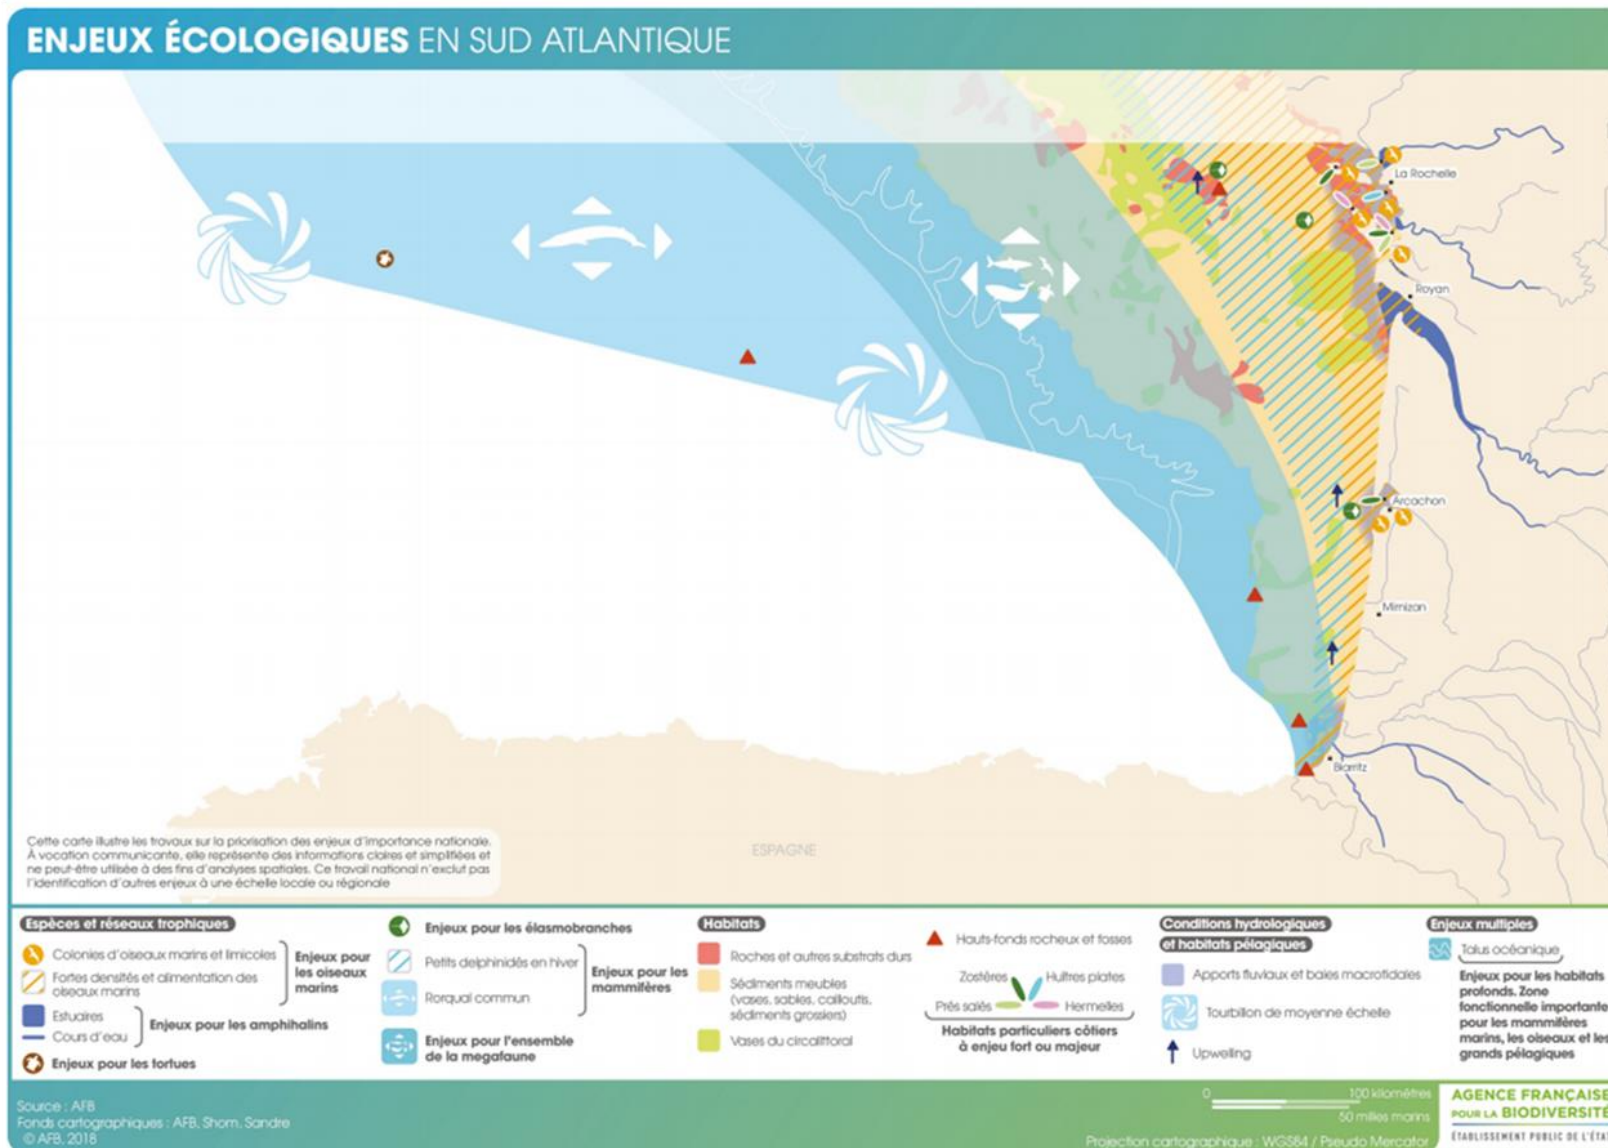 ENJEUX ÉCOLOGIQUES EN SUD ATLANTIQUE
La Rochelle
Royan
Arcachon
Mimizan
Biarritz
ESPAGNE
Cette carte illustre les travaux sur la priorisation des enjeux d'importance nationale.
À vocation communicante, elle représente des informations claires et simplifiées et
ne peut-être utilisée à des fins d'analyses spatiales. Ce travail national n'exclut pas
l'identification d'autres enjeux à une échelle locale ou régionale
Espèces et réseaux trophiques
Colonies d'oiseaux marins et limicoles
Fortes densités et alimentation des
oiseaux marins
Enjeux pour
les oiseaux
marins
Estuaires
Cours d'eau
Enjeux pour les amphihalins
Enjeux pour les tortues
Enjeux pour les élasmobranches
Petits delphinidés en hiver
Rorqual commun
Enjeux pour les
mammifères
Enjeux pour l'ensemble
de la megafaune
Habitats
Roches et autres substrats durs
Sédiments meubles
(vases, sables, cailloutis,
sédiments grossiers)
Vases du circalittoral
Hauts-fonds rocheux et fosses
Zostères
Huîtres plates
Prés salés
Hermelles
Habitats particuliers côtiers
à enjeu fort ou majeur
Conditions hydrologiques
et habitats pélagiques
Apports fluviaux et baies macrotidales
Tourbillon de moyenne échelle
Upwelling
Enjeux multiples
Talus océanique
Enjeux pour les habitats
profonds. Zone
fonctionnelle importante
pour les mammifères
marins, les oiseaux et les
grands pélagiques
Source : AFB
Fonds cartographiques : AFB, Shom, Sandre
© AFB, 2018
0 100 kilomètres
50 milles marins
Projection cartographique : WGS84 / Pseudo Mercator
AGENCE FRANÇAISE
POUR LA BIODIVERSITÉ
ÉTABLISSEMENT PUBLIC DE L'ÉTAT